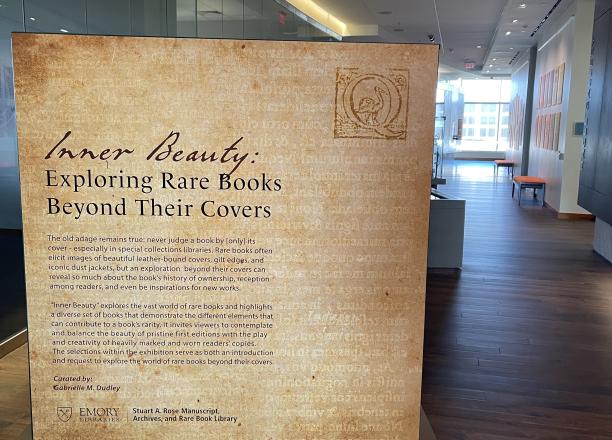 Inner Beauty:
Exploring Rare Books
Beyond Their Covers
The old adage remains true: never judge a book by [only] its
cover - especially in special collections libraries. Rare books often
elicit images of beautiful leather-bound covers, gilt edges, and
iconic dust jackets, but an exploration beyond their covers can
reveal so much about the book's history of ownership, reception
among readers, and even be inspirations for new works.
"Inner Beauty" explores the vast world of rare books and highlights
a diverse set of books that demonstrate the different elements that
can contribute to a book's rarity. It invites viewers to contemplate
and balance the beauty of pristine first editions with the play
and creativity of heavily marked and worn readers' copies.
The selections within the exhibition serve as both an introduction
and request to explore the world of rare books beyond their covers.
Curated by:
Gabrielle M. Dudley
EMORY
LIBRARIES
Stuart A. Rose Manuscript,
Archives, and Rare Book Library
Q